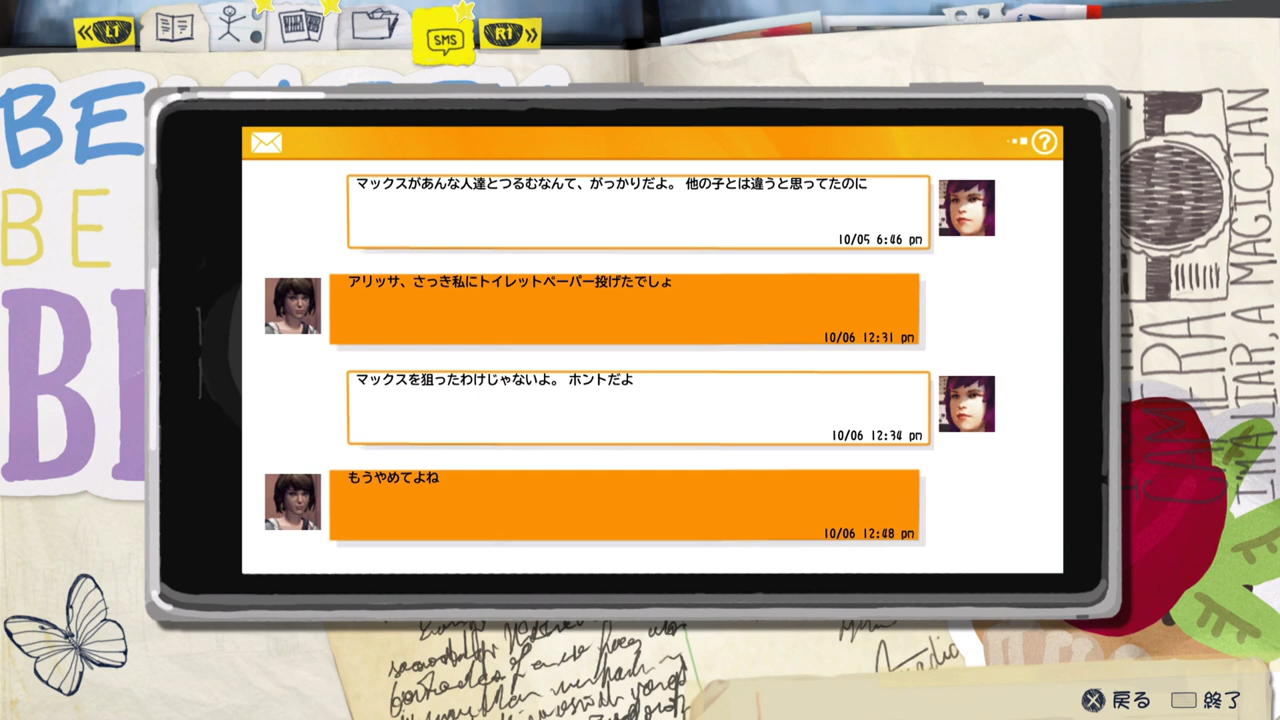 L1
SMS
R1
BE
BE
マックスがあんな人達とつるむなんて、がっかりだよ。 他の子とは違うと思ってたのに
10/05 6:46 pm
アリッサ、さっき私にトイレットペーパー投げたでしょ
10/06 12:31 pm
マックスを狙ったわけじゃないよ。 ホントだよ
10/06 12:34 pm
もうやめてよね
10/06 12:48 pm
CAMERA
IM A LIAR, A MAGICIAN
戻る
終了